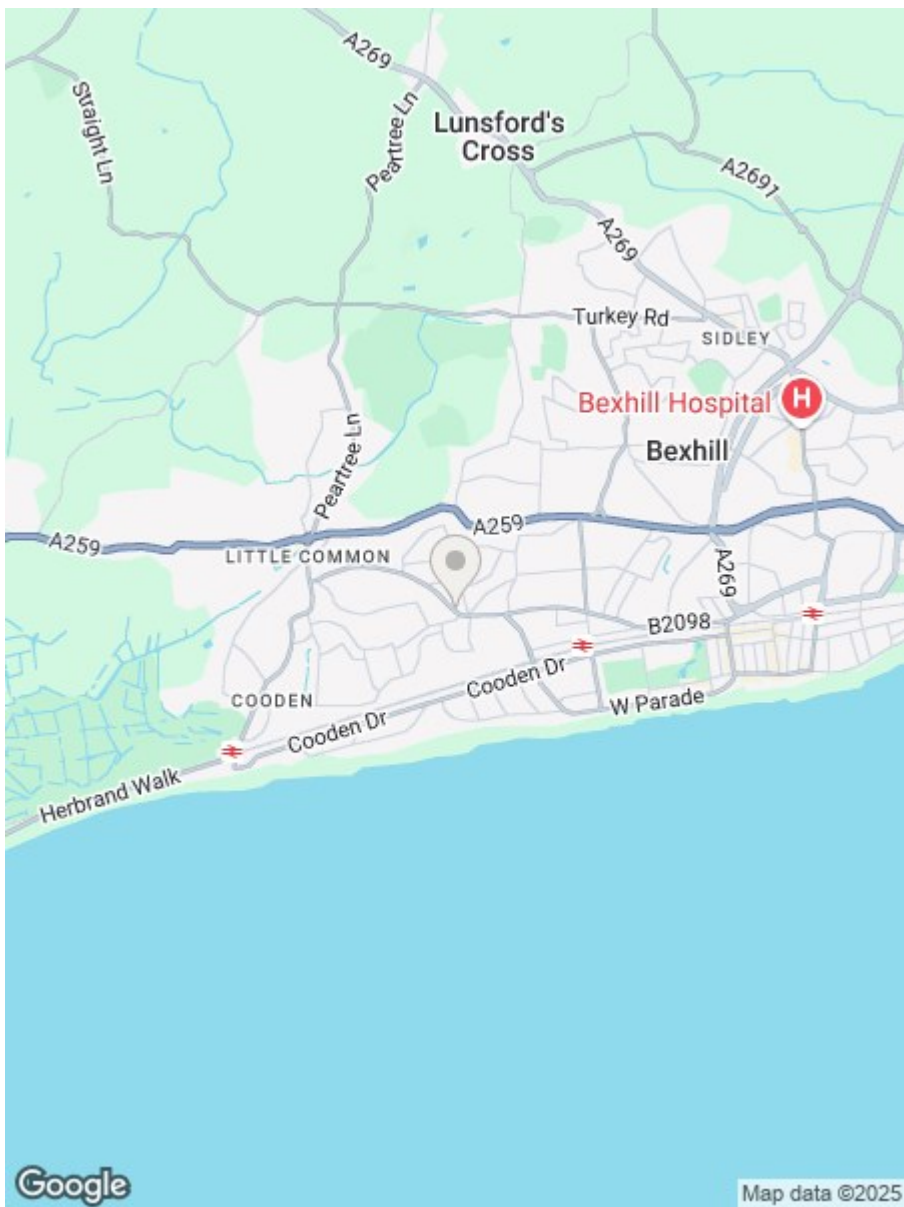 A269
Straight Ln
Peartree Ln
Lunsford's
Cross
A2691
A269
Turkey Rd
SIDLEY
Bexhill Hospital
H
Bexhill
Peartree Ln
A259
A259
LITTLE COMMON
A269
B2098
Cooden Dr
COODEN
W Parade
Cooden Dr
Herbrand Walk
Google
Map data ©2025